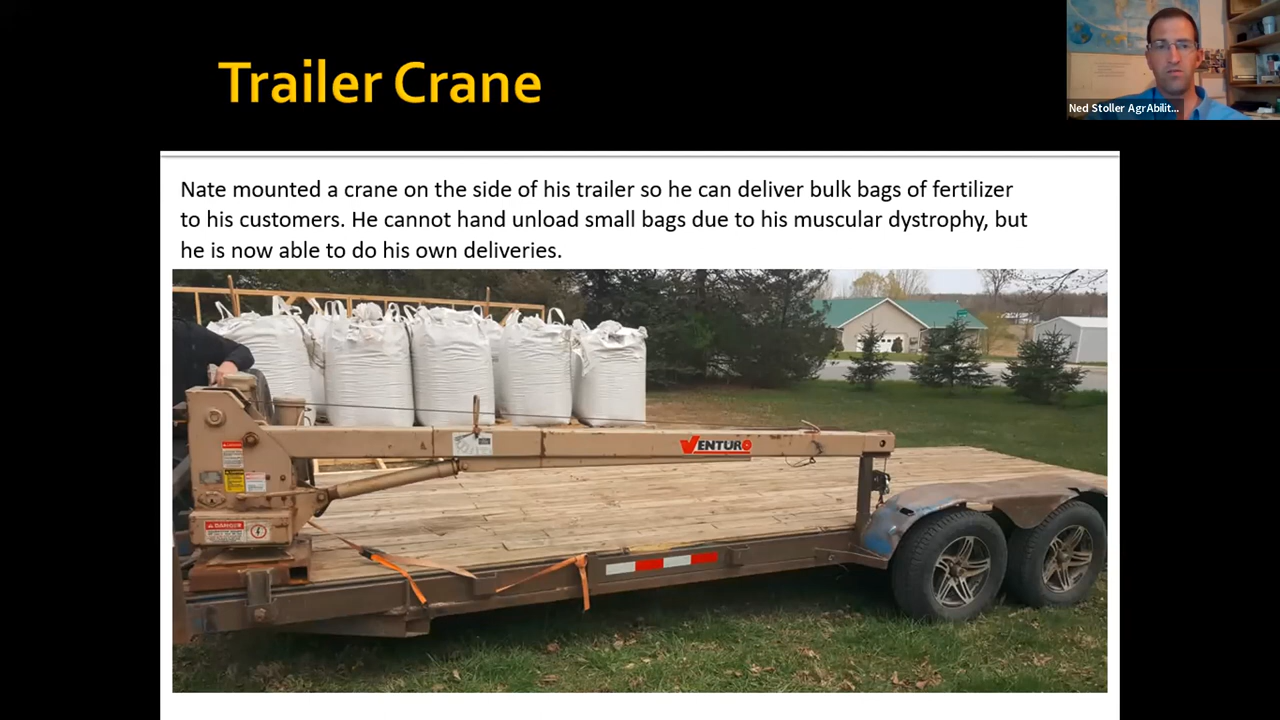 Trailer Crane
Ned Stoller AgrAbilit...
Nate mounted a crane on the side of his trailer so he can deliver bulk bags of fertilizer
to his customers. He cannot hand unload small bags due to his muscular dystrophy, but
he is now able to do his own deliveries.
VENTURO
DANGER